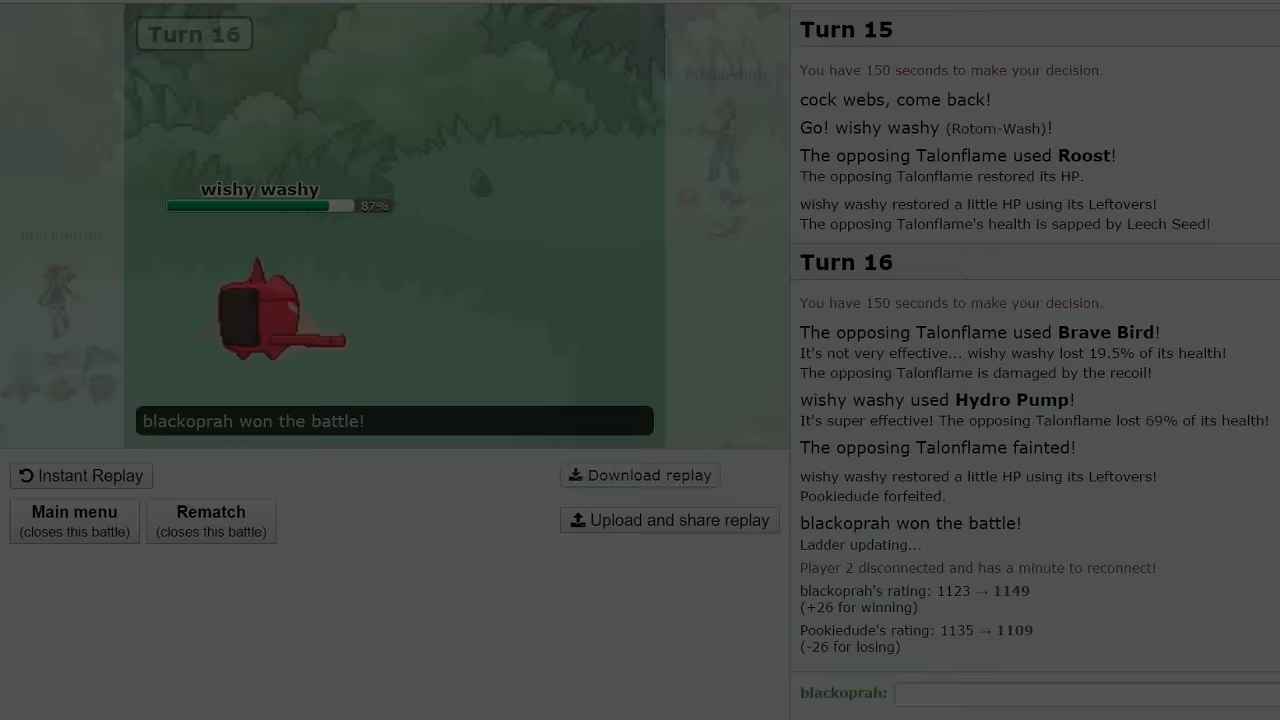 Turn 16
wishy washy
87%
blackoprah won the battle!
Instant Replay
Download replay
Main menu
(closes this battle)
Rematch
(closes this battle)
Upload and share replay
Turn 15
You have 150 seconds to make your decision.
cock webs, come back!
Go! wishy washy (Rotom-Wash)!
The opposing Talonflame used Roost!
The opposing Talonflame restored its HP.
wishy washy restored a little HP using its Leftovers!
The opposing Talonflame's health is sapped by Leech Seed!
Turn 16
You have 150 seconds to make your decision.
The opposing Talonflame used Brave Bird!
It's not very effective... wishy washy lost 19.5% of its health!
The opposing Talonflame is damaged by the recoil!
wishy washy used Hydro Pump!
It's super effective! The opposing Talonflame lost 69% of its health!
The opposing Talonflame fainted!
wishy washy restored a little HP using its Leftovers!
Pookiedude forfeited.
blackoprah won the battle!
Ladder updating...
Player 2 disconnected and has a minute to reconnect!
blackoprah's rating: 1123 → 1149
(+26 for winning)
Pookiedude's rating: 1135 → 1109
(-26 for losing)
blackoprah: